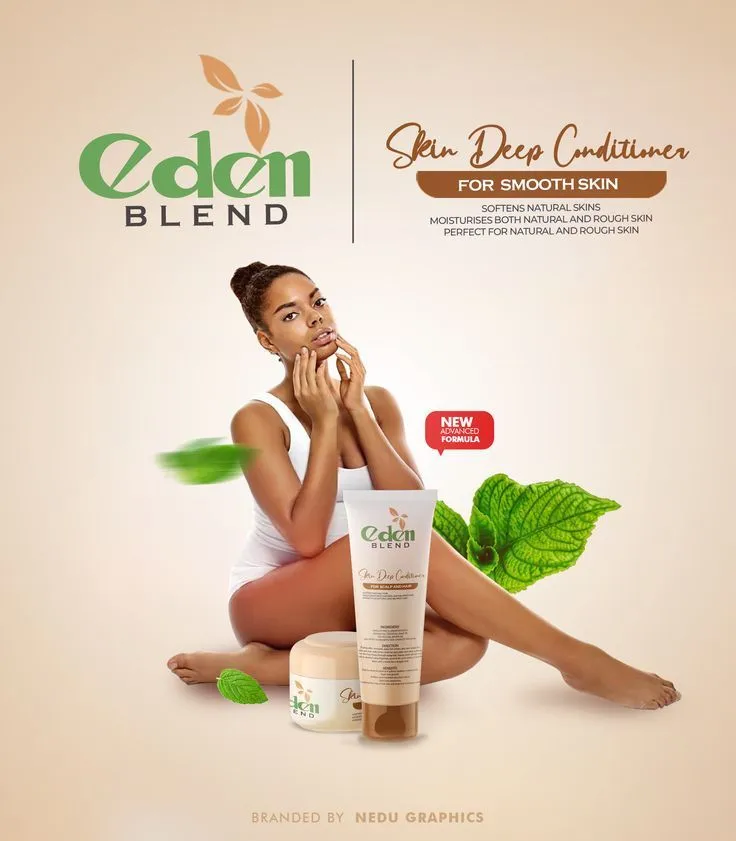 eden
BLEND
Skin Deep Conditioner
FOR SMOOTH SKIN
SOFTENS NATURAL SKINS
MOISTURISES BOTH NATURAL AND ROUGH SKIN
PERFECT FOR NATURAL AND ROUGH SKIN
NEW
ADVANCED
FORMULA
eden
BLEND
Skin Deep Conditioner
FOR SCALP AND HAIR
INGREDIENT
DIRECTION
BENEFITS
Skin
eden
BLEND
BRANDED BY NEDU GRAPHICS